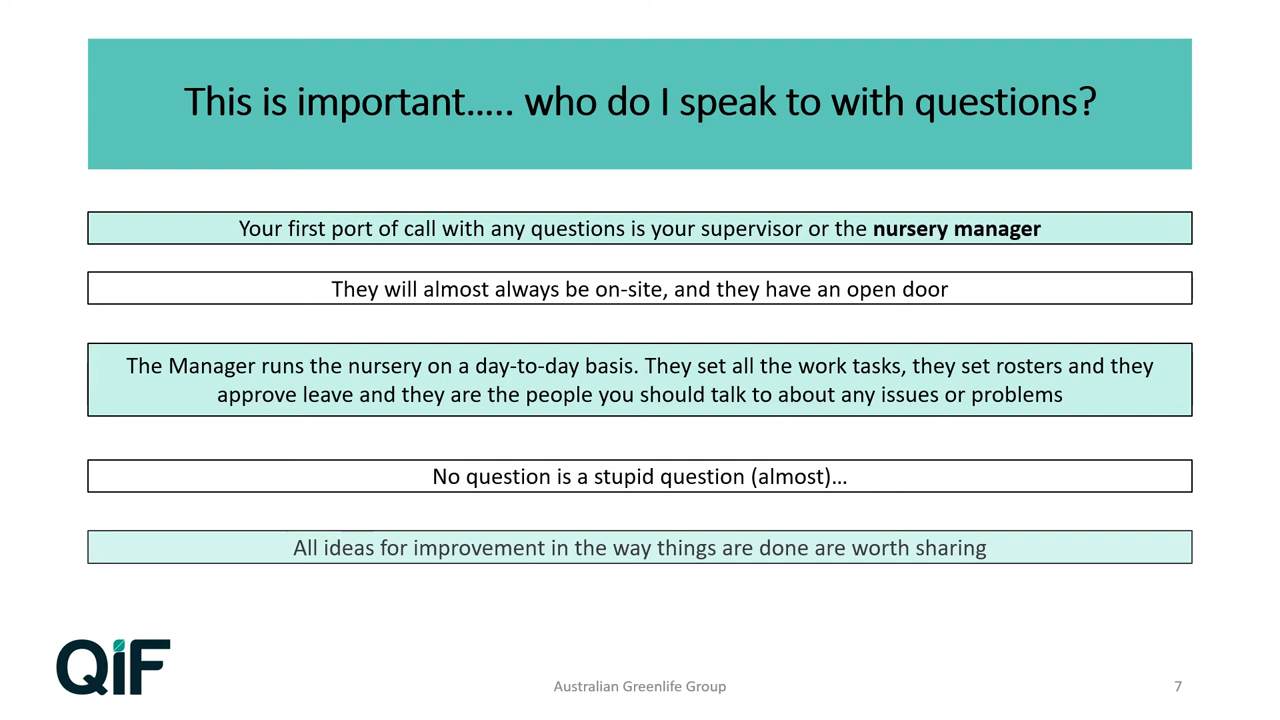 This is important..... who do I speak to with questions?
Your first port of call with any questions is your supervisor or the nursery manager
They will almost always be on-site, and they have an open door
The Manager runs the nursery on a day-to-day basis. They set all the work tasks, they set rosters and they
approve leave and they are the people you should talk to about any issues or problems
No question is a stupid question (almost)…
All ideas for improvement in the way things are done are worth sharing
QiF
Australian Greenlife Group
7